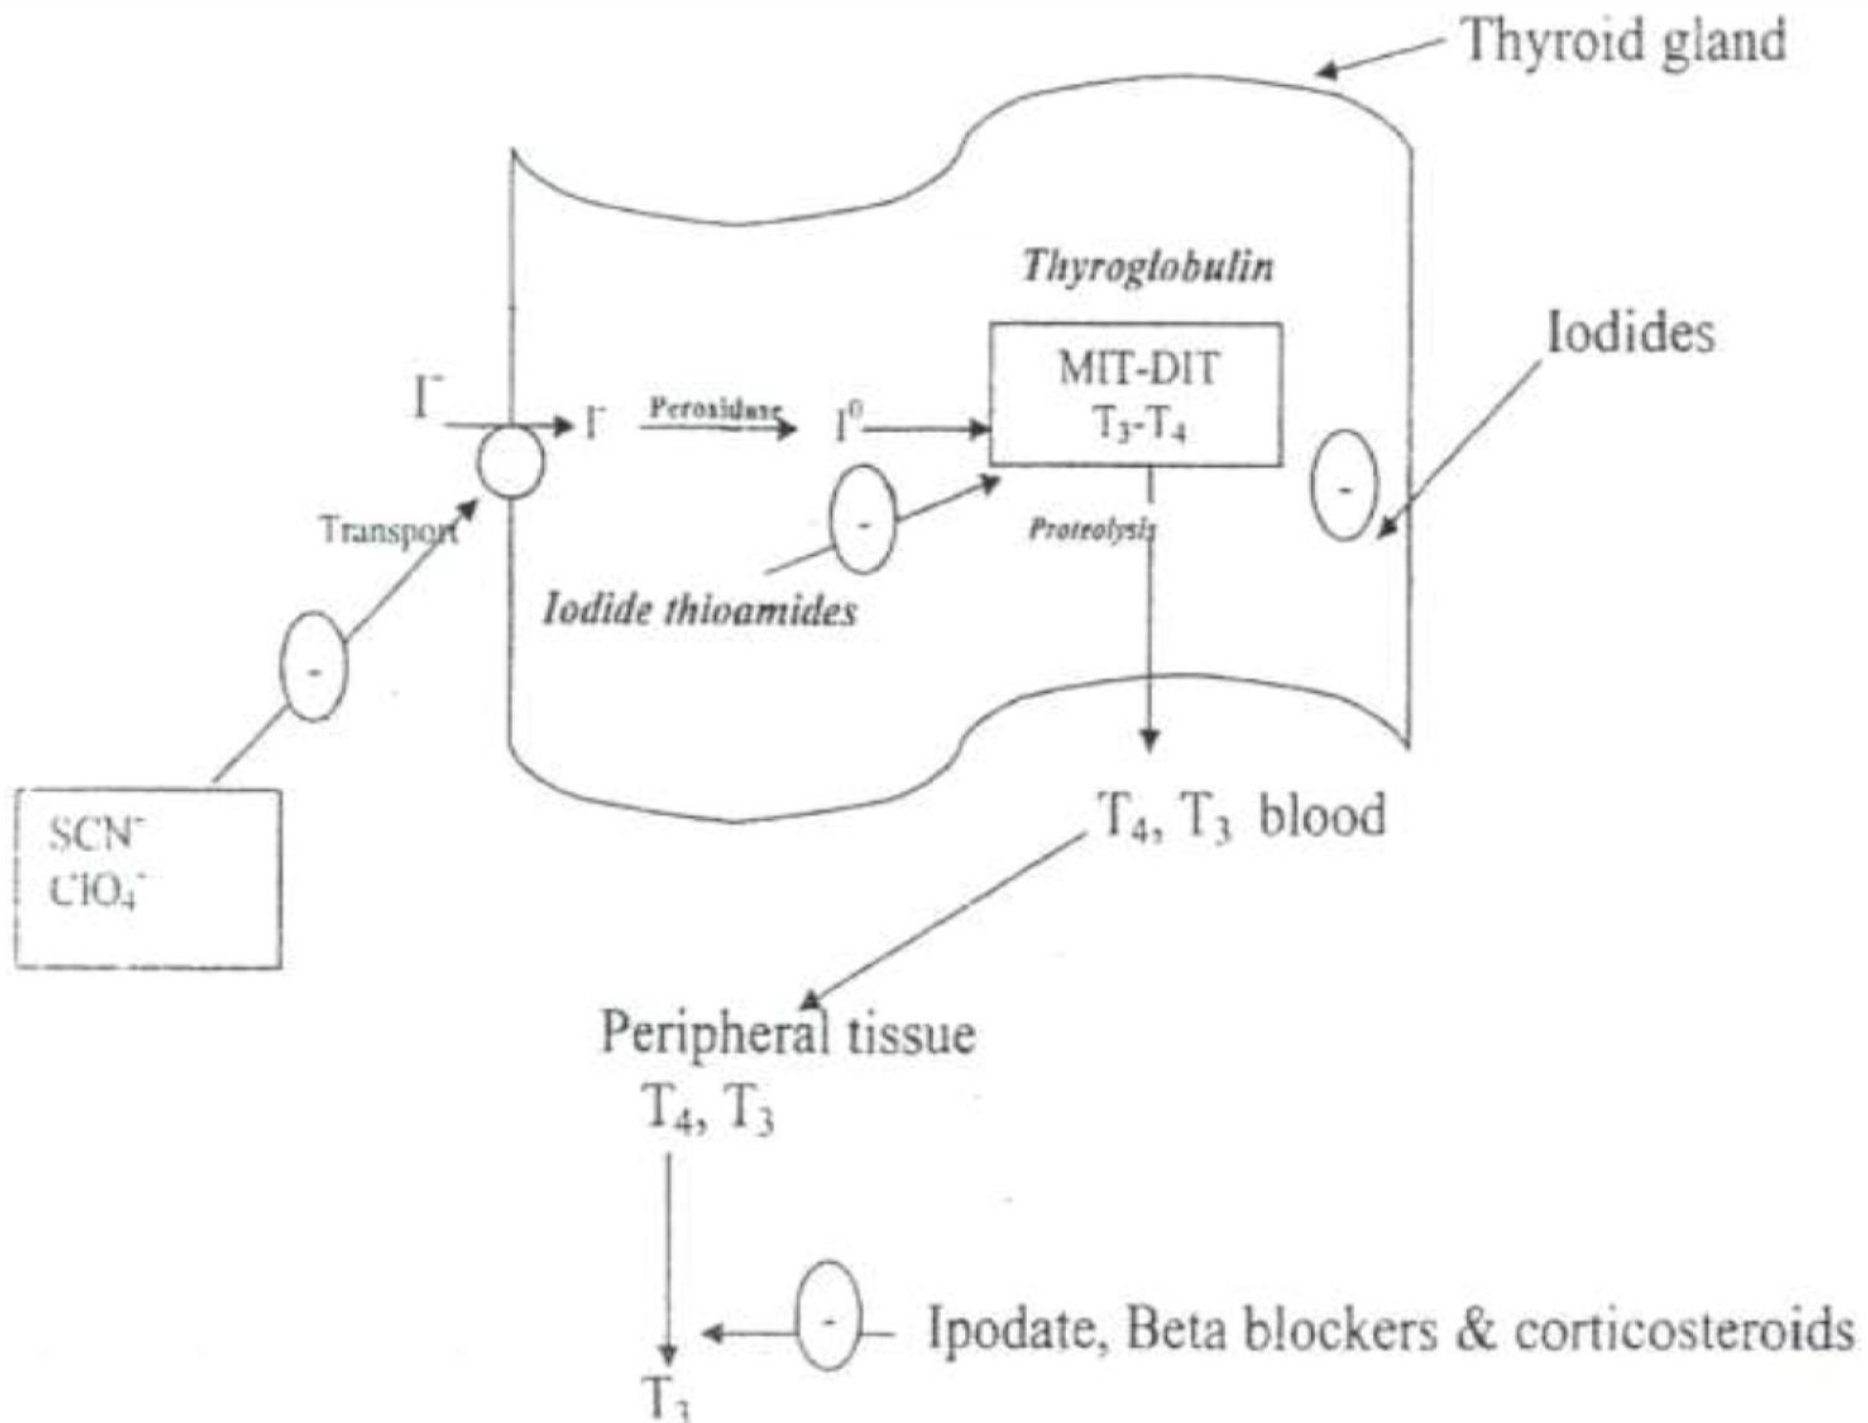 Thyroid gland
Thyroglobulin
Iodides
MIT-DIT
T₃-T₄
I⁻
I⁻
Peroxidase
I⁰
-
-
Transport
Proteolysis
Iodide thioamides
-
SCN⁻
ClO₄⁻
T₄, T₃ blood
Peripheral tissue
T₄, T₃
-
Ipodate, Beta blockers & corticosteroids
T₃